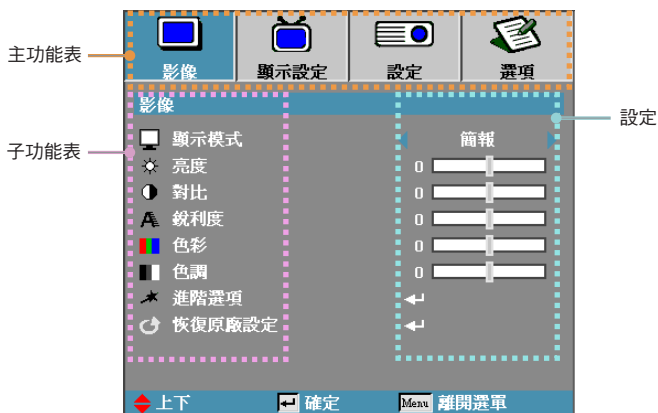 主功能表
影像 顯示設定 設定 選項
影像
設定
子功能表
顯示模式 簡報
亮度 0
對比 0
銳利度 0
色彩 0
色調 0
進階選項
恢復原廠設定
上下 確定 Menu 離開選單